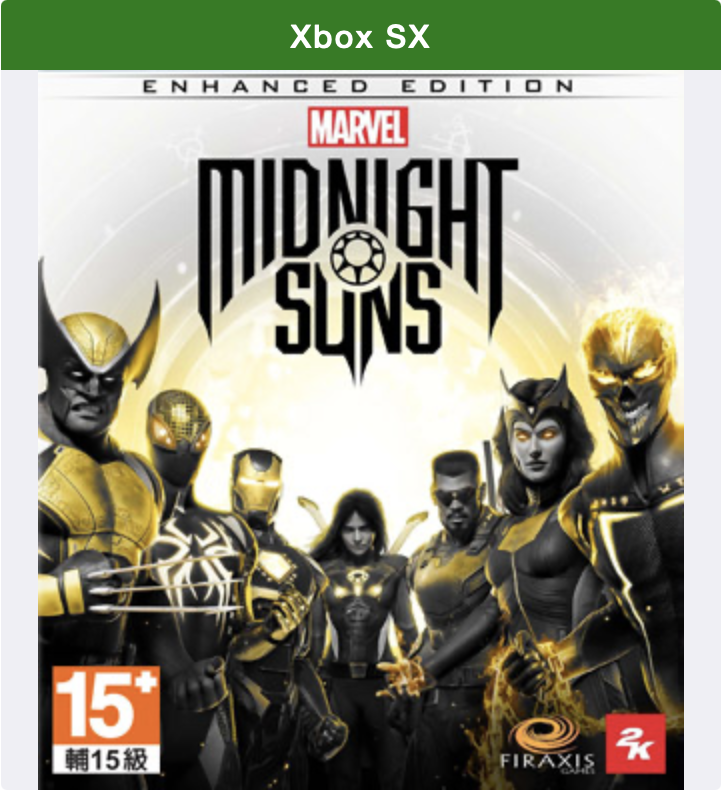 Xbox SX
ENHANCED EDITION
MARVEL
MIDNIGHT
SUNS
15+
輔15級
FIRAXIS
GAMES
2K